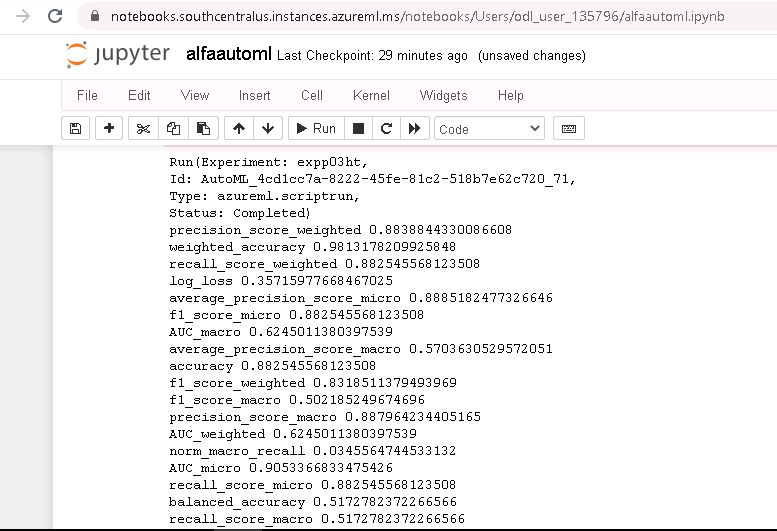 notebooks.southcentralus.instances.azureml.ms/notebooks/Users/odl_user_135796/alfaautoml.ipynb
jupyter alfaautoml Last Checkpoint: 29 minutes ago (unsaved changes)
File Edit View Insert Cell Kernel Widgets Help
Run Code
Run(Experiment: expp03ht,
Id: AutoML_4cd1cc7a-8222-45fe-81c2-518b7e62c720_71,
Type: azureml.scriptrun,
Status: Completed)
precision_score_weighted 0.8838844330086608
weighted_accuracy 0.9813178209925848
recall_score_weighted 0.882545568123508
log_loss 0.35715977668467025
average_precision_score_micro 0.8885182477326646
f1_score_micro 0.882545568123508
AUC_macro 0.6245011380397539
average_precision_score_macro 0.5703630529572051
accuracy 0.882545568123508
f1_score_weighted 0.8318511379493969
f1_score_macro 0.502185249674696
precision_score_macro 0.887964234405165
AUC_weighted 0.6245011380397539
norm_macro_recall 0.0345564744533132
AUC_micro 0.9053366833475426
recall_score_micro 0.882545568123508
balanced_accuracy 0.5172782372266566
recall_score_macro 0.5172782372266566